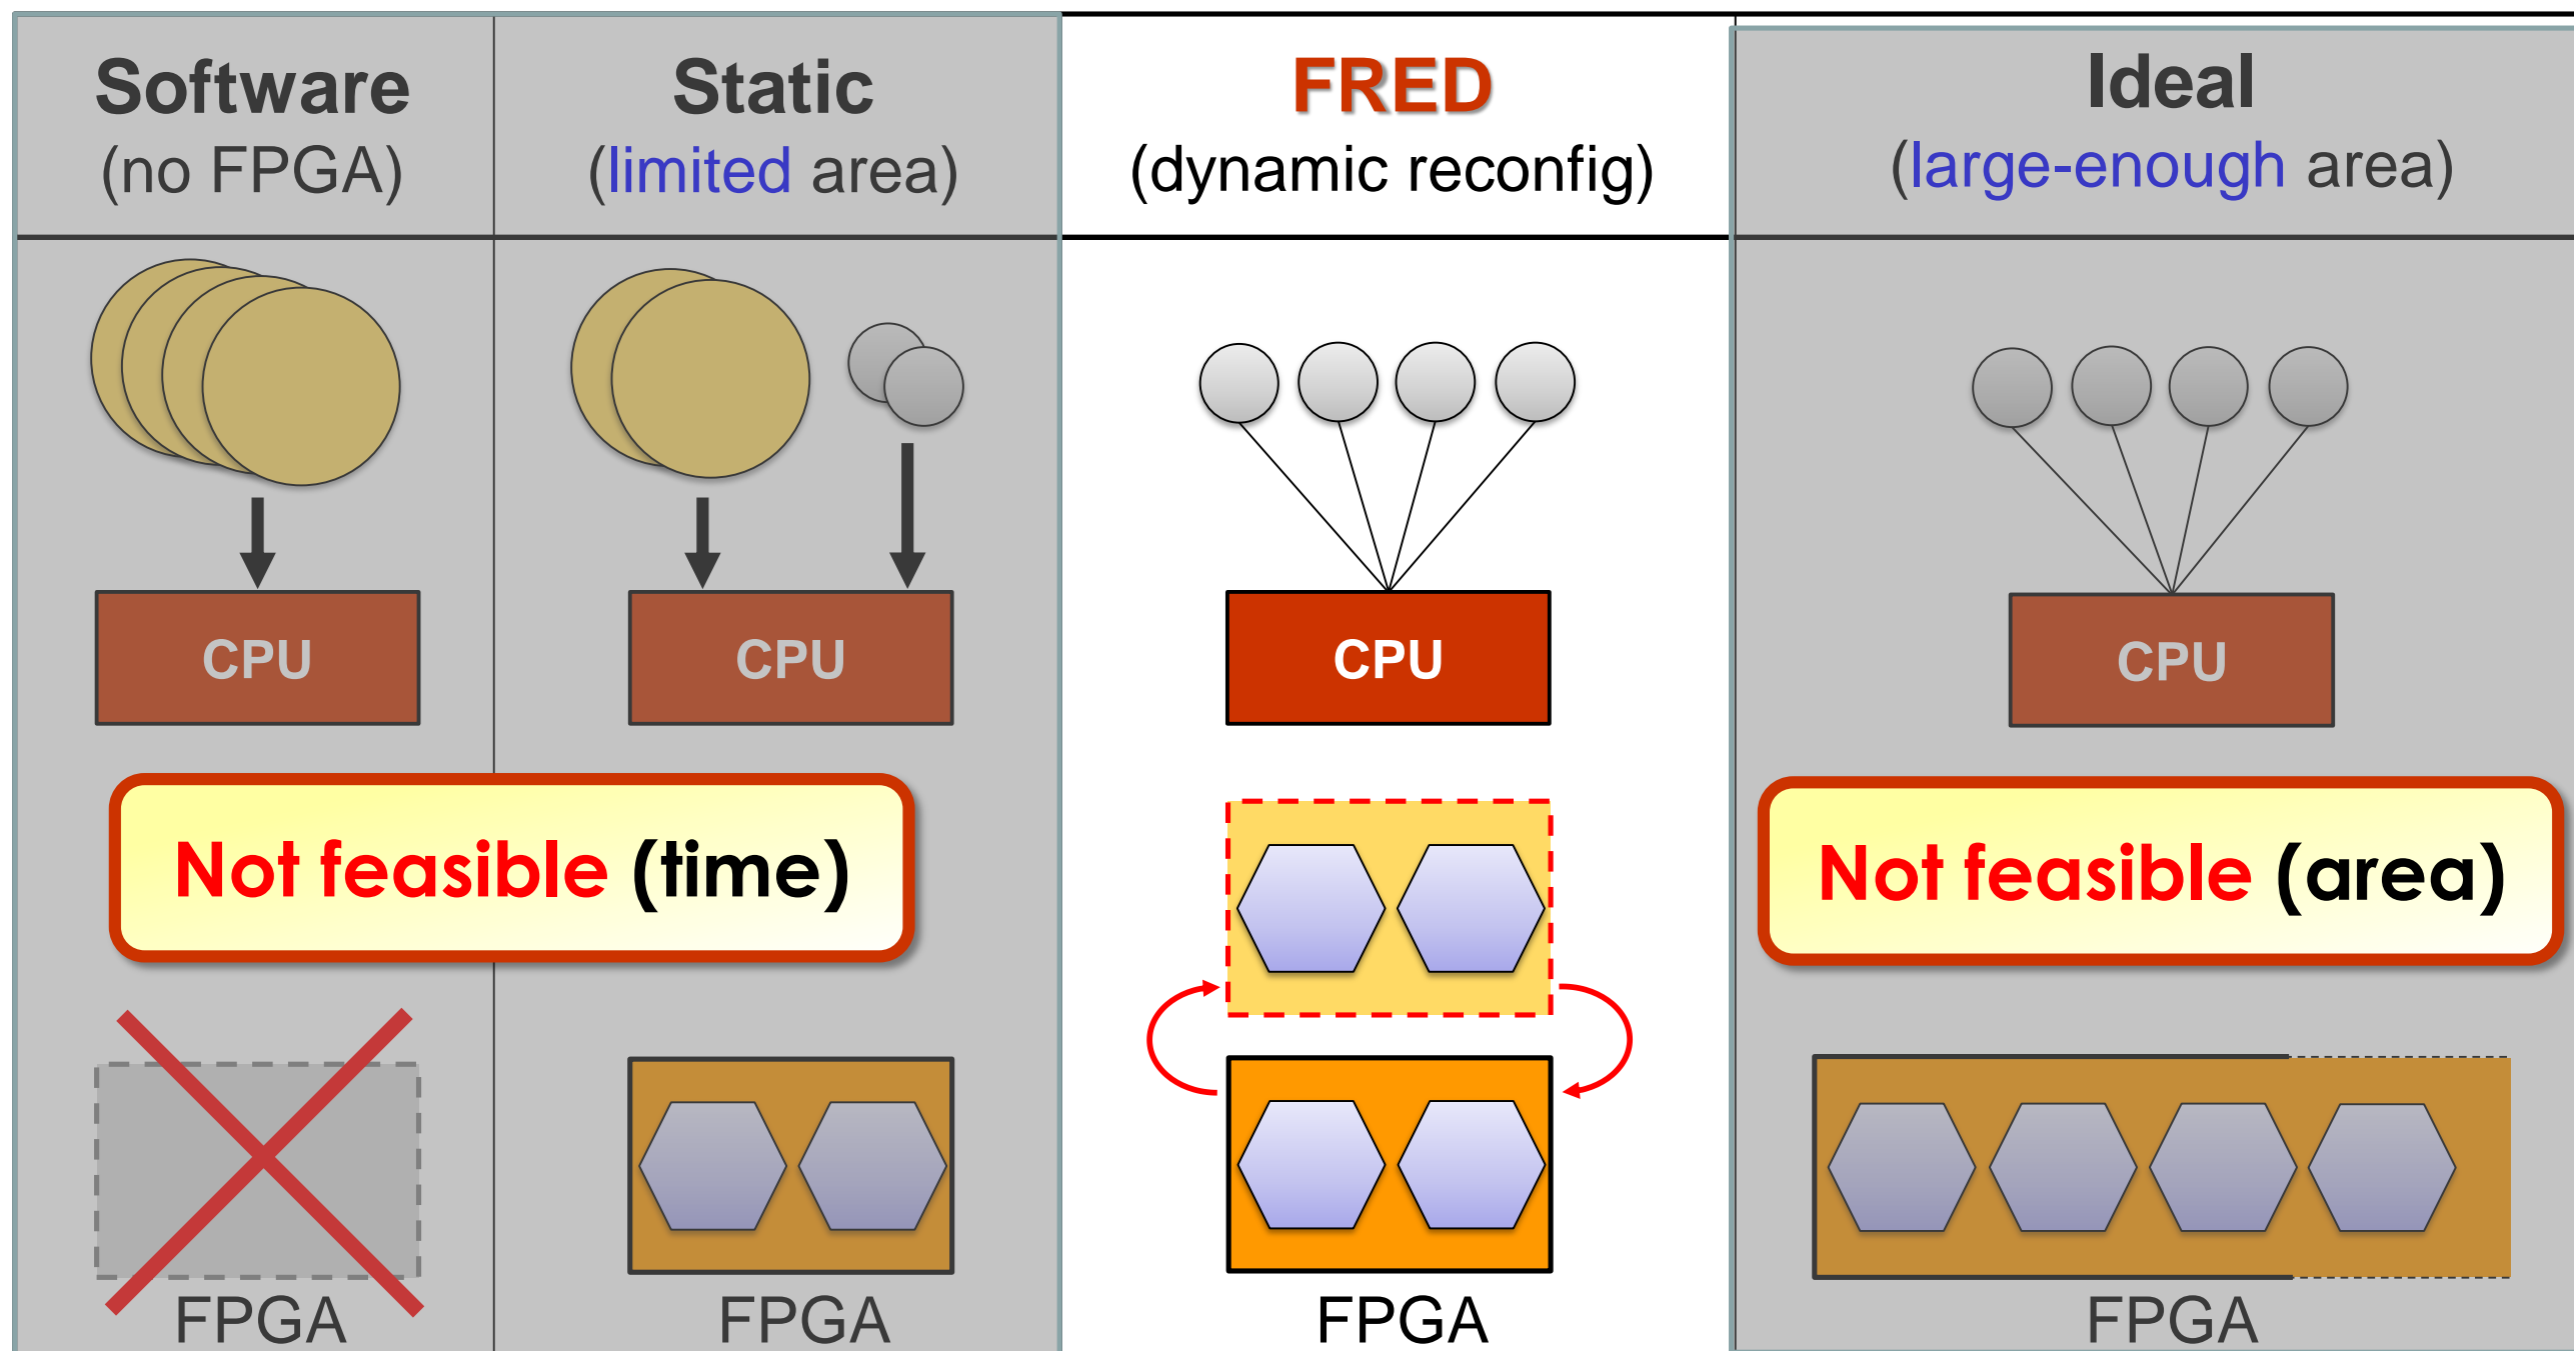 Software
(no FPGA)
Static
(limited area)
FRED
(dynamic reconfig)
Ideal
(large-enough area)
CPU
CPU
CPU
CPU
Not feasible (time)
Not feasible (area)
FPGA
FPGA
FPGA
FPGA